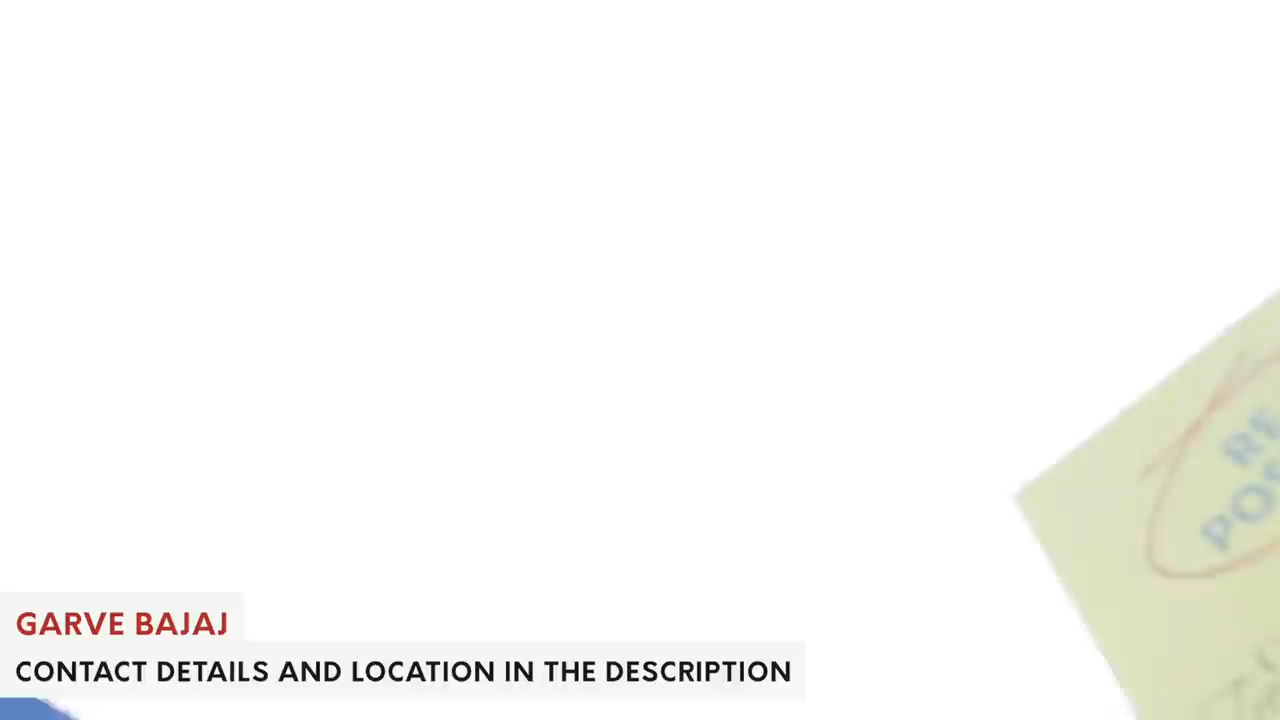 GARVE BAJAJ
CONTACT DETAILS AND LOCATION IN THE DESCRIPTION